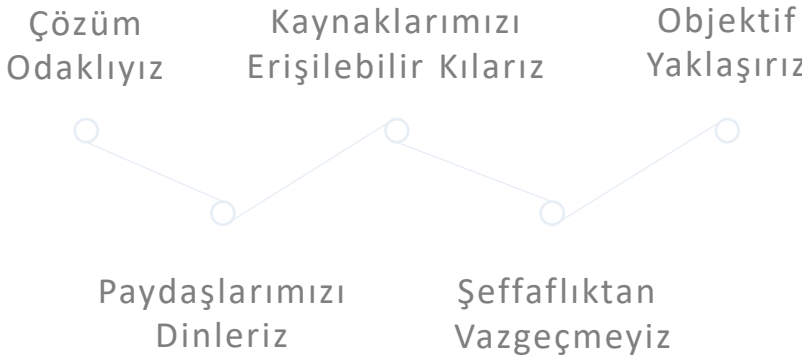 Çözüm
Odaklıyız
Kaynaklarımızı
Erişilebilir Kılarız
Objektif
Yaklaşırız
Paydaşlarımızı
Dinleriz
Şeffaflıktan
Vazgeçmeyiz